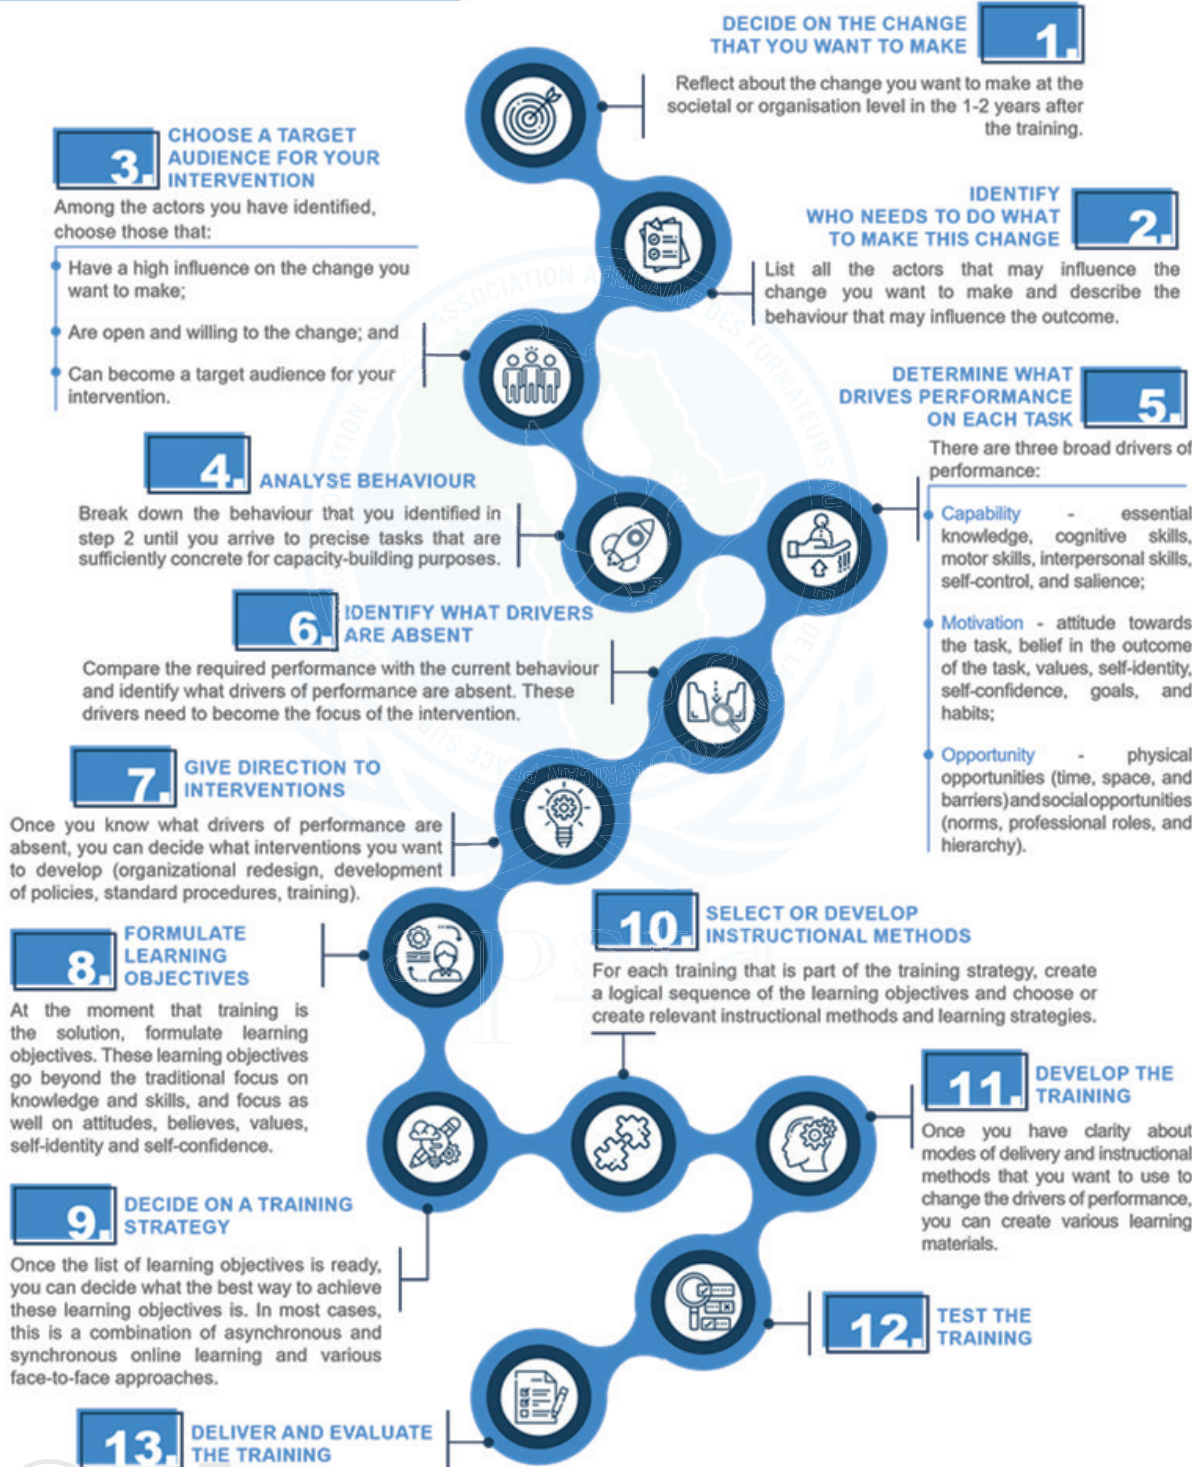 1.
DECIDE ON THE CHANGE
THAT YOU WANT TO MAKE
Reflect about the change you want to make at the
societal or organisation level in the 1-2 years after
the training.
2.
IDENTIFY
WHO NEEDS TO DO WHAT
TO MAKE THIS CHANGE
List all the actors that may influence the
change you want to make and describe the
behaviour that may influence the outcome.
3.
CHOOSE A TARGET
AUDIENCE FOR YOUR
INTERVENTION
Among the actors you have identified,
choose those that:
Have a high influence on the change you
want to make;
Are open and willing to the change; and
Can become a target audience for your
intervention.
4.
ANALYSE BEHAVIOUR
Break down the behaviour that you identified in
step 2 until you arrive to precise tasks that are
sufficiently concrete for capacity-building purposes.
5.
DETERMINE WHAT
DRIVES PERFORMANCE
ON EACH TASK
There are three broad drivers of
performance:
Capability - essential
knowledge, cognitive skills,
motor skills, interpersonal skills,
self-control, and salience;
Motivation - attitude towards
the task, belief in the outcome
of the task, values, self-identity,
self-confidence, goals, and
habits;
Opportunity - physical
opportunities (time, space, and
barriers) and social opportunities
(norms, professional roles, and
hierarchy).
6.
IDENTIFY WHAT DRIVERS
ARE ABSENT
Compare the required performance with the current behaviour
and identify what drivers of performance are absent. These
drivers need to become the focus of the intervention.
7.
GIVE DIRECTION TO
INTERVENTIONS
Once you know what drivers of performance are
absent, you can decide what interventions you want
to develop (organizational redesign, development
of policies, standard procedures, training).
8.
FORMULATE
LEARNING
OBJECTIVES
At the moment that training is
the solution, formulate learning
objectives. These learning objectives
go beyond the traditional focus on
knowledge and skills, and focus as
well on attitudes, believes, values,
self-identity and self-confidence.
9.
DECIDE ON A TRAINING
STRATEGY
Once the list of learning objectives is ready,
you can decide what the best way to achieve
these learning objectives is. In most cases,
this is a combination of asynchronous and
synchronous online learning and various
face-to-face approaches.
10.
SELECT OR DEVELOP
INSTRUCTIONAL METHODS
For each training that is part of the training strategy, create
a logical sequence of the learning objectives and choose or
create relevant instructional methods and learning strategies.
11.
DEVELOP THE
TRAINING
Once you have clarity about
modes of delivery and instructional
methods that you want to use to
change the drivers of performance,
you can create various learning
materials.
12.
TEST THE
TRAINING
13.
DELIVER AND EVALUATE
THE TRAINING